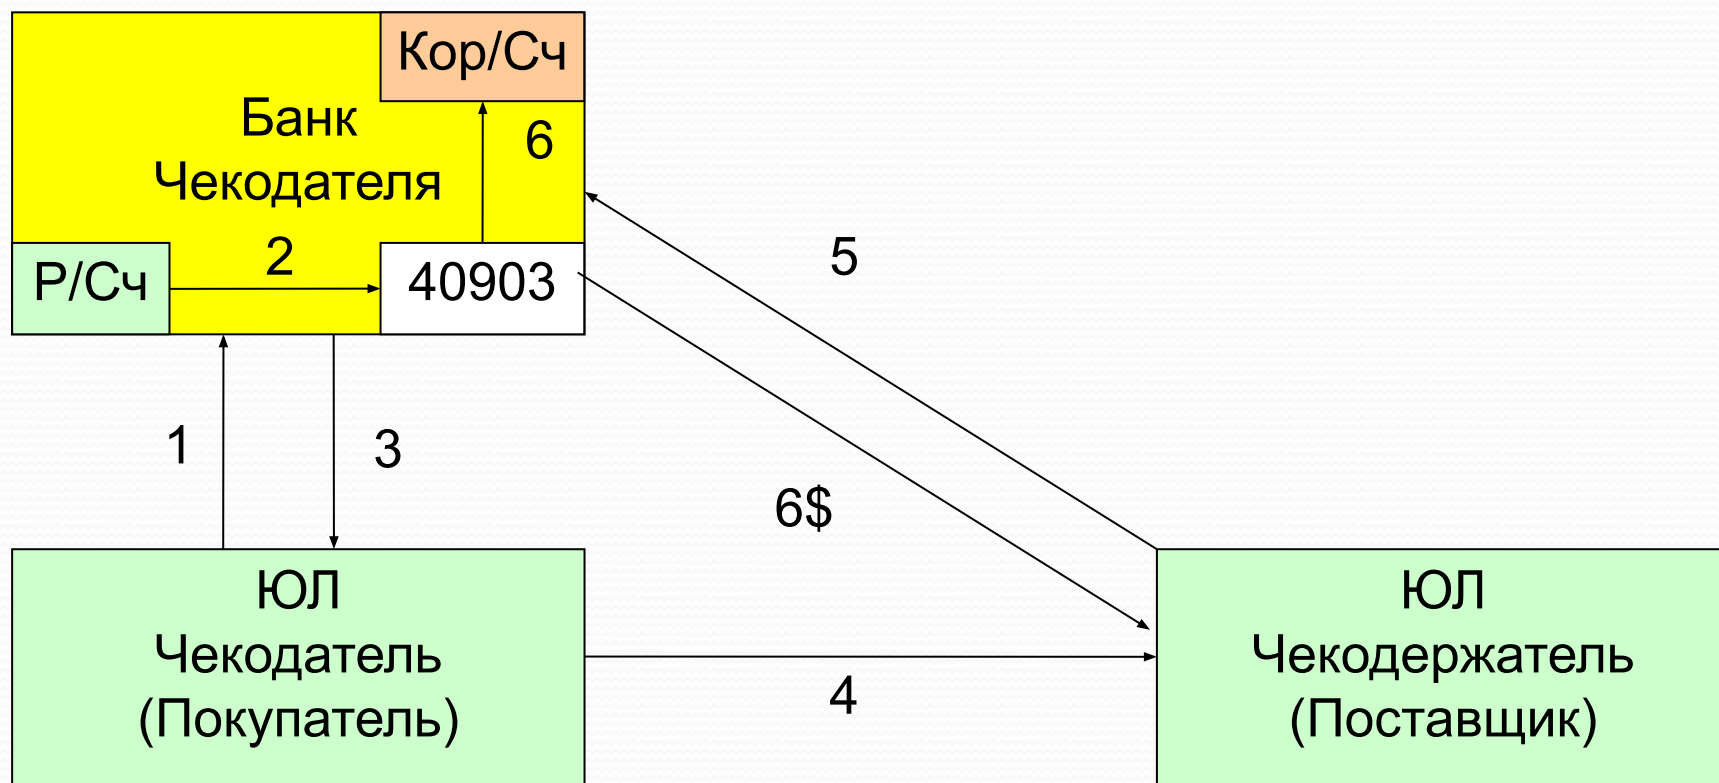 Кор/Сч
Банк
Чекодателя
6
Р/Сч
2
40903
5
1
3
6$
ЮЛ
Чекодатель
(Покупатель)
4
ЮЛ
Чекодержатель
(Поставщик)